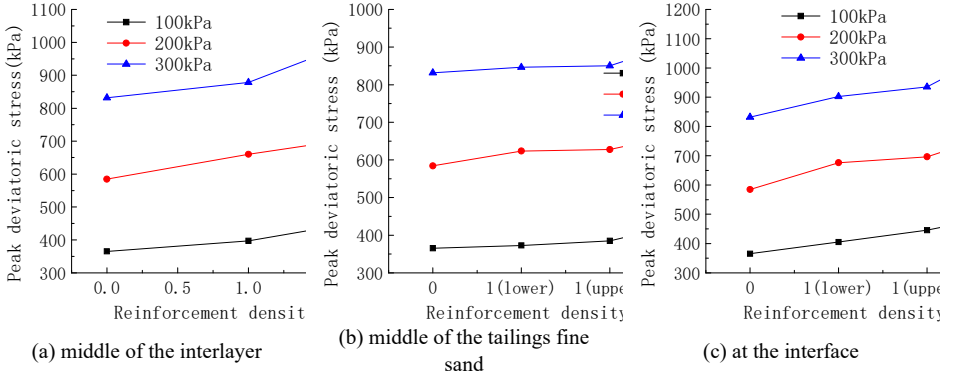 Peak deviatoric stress(kPa)
1100
1000
900
800
700
600
500
400
300
100kPa
200kPa
300kPa
0.0
0.5
1.0
Reinforcement densit
(a) middle of the interlayer
Peak deviatoric stress (kPa)
1000
900
800
700
600
500
400
300
0
1(lower)
1(uppe
Reinforcement density
(b) middle of the tailings fine
sand
Peak deviatoric stress (kPa)
1200
1100
1000
900
800
700
600
500
400
300
100kPa
200kPa
300kPa
0
1(lower)
1(uppe
Reinforcement density
(c) at the interface